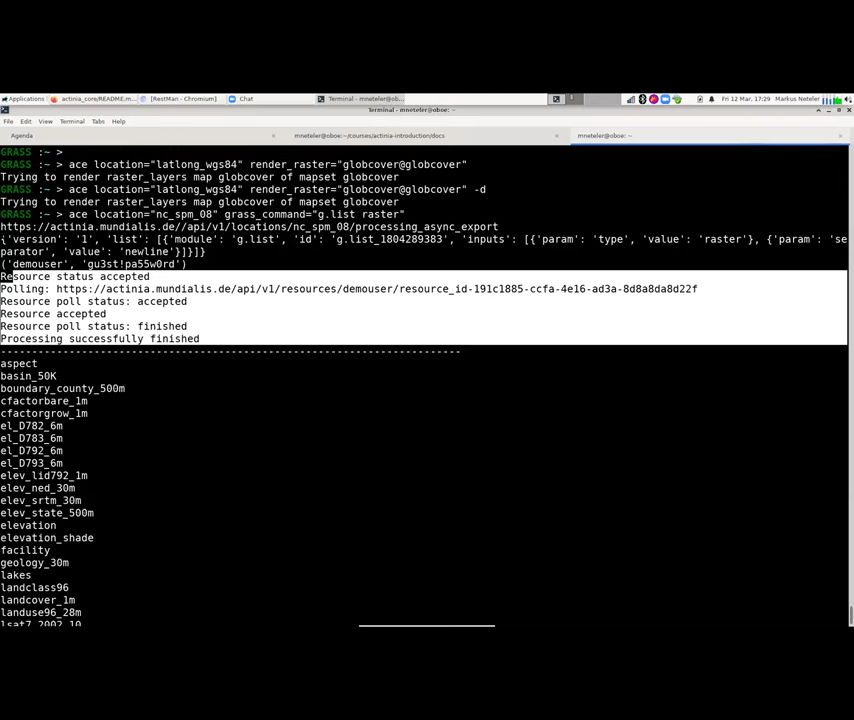 Applications
actinia_core/README.m...
[RestMan - Chromium]
Chat
Terminal - mneteler@ob...
Fri 12 Mar, 17:29 Markus Neteler
Terminal - mneteler@oboe: ~
File Edit View Terminal Tabs Help
Agenda
mneteler@oboe:~/courses/actinia-introduction/docs
mneteler@oboe: ~
GRASS :~ >
GRASS :~ > ace location="latlong_wgs84" render_raster="globcover@globcover"
Trying to render raster_layers map globcover of mapset globcover
GRASS :~ > ace location="latlong_wgs84" render_raster="globcover@globcover" -d
Trying to render raster_layers map globcover of mapset globcover
GRASS :~ > ace location="nc_spm_08" grass_command="g.list raster"
https://actinia.mundialis.de//api/v1/locations/nc_spm_08/processing_async_export
{'version': '1', 'list': [{'module': 'g.list', 'id': 'g.list_1804289383', 'inputs': [{'param': 'type', 'value': 'raster'}, {'param': 'se
parator', 'value': 'newline'}]}]}
('demouser', 'gu3st!pa55w0rd')
Resource status accepted
Polling: https://actinia.mundialis.de/api/v1/resources/demouser/resource_id-191c1885-ccfa-4e16-ad3a-8d8a8da8d22f
Resource poll status: accepted
Resource accepted
Resource poll status: finished
Processing successfully finished
--------------------------------------------------------------------------
aspect
basin_50K
boundary_county_500m
cfactorbare_1m
cfactorgrow_1m
el_D782_6m
el_D783_6m
el_D792_6m
el_D793_6m
elev_lid792_1m
elev_ned_30m
elev_srtm_30m
elev_state_500m
elevation
elevation_shade
facility
geology_30m
lakes
landclass96
landcover_1m
landuse96_28m
lsat7_2002_10